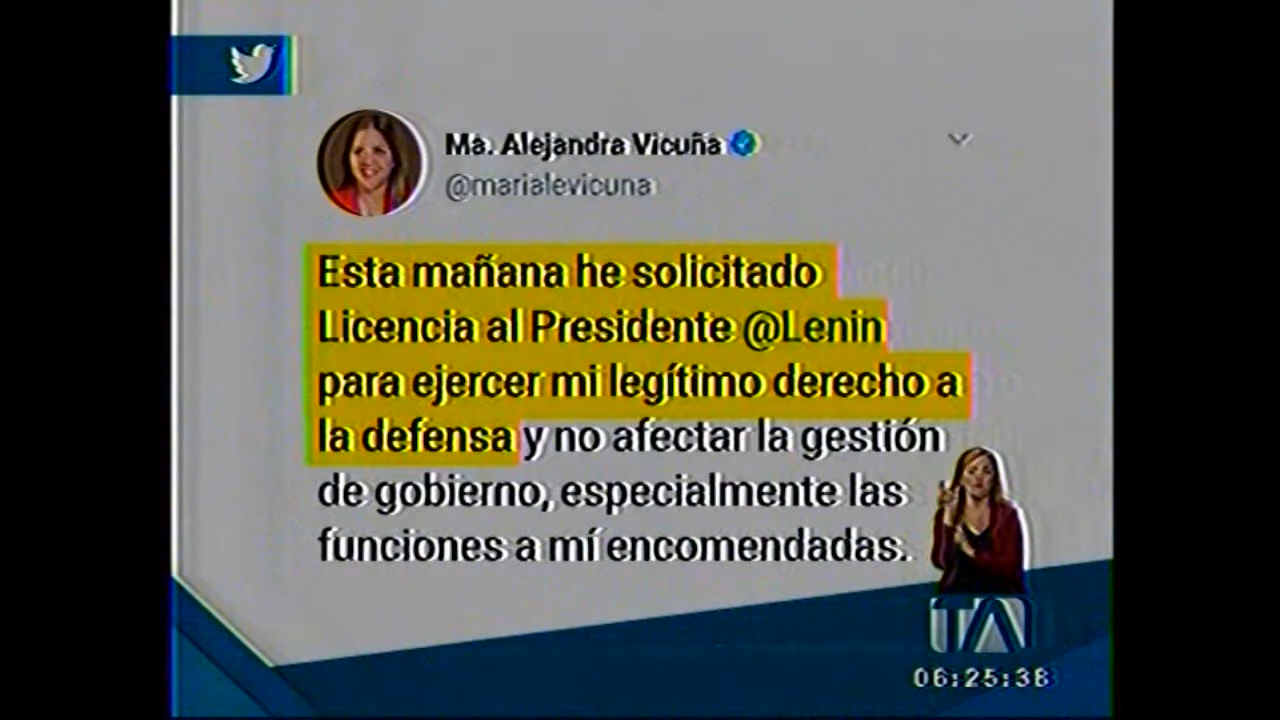 Ma. Alejandra Vicuña
@marialevicuna
Esta mañana he solicitado
Licencia al Presidente @Lenin
para ejercer mi legítimo derecho a
la defensa y no afectar la gestión
de gobierno, especialmente las
funciones a mí encomendadas.
TA
06:25:38